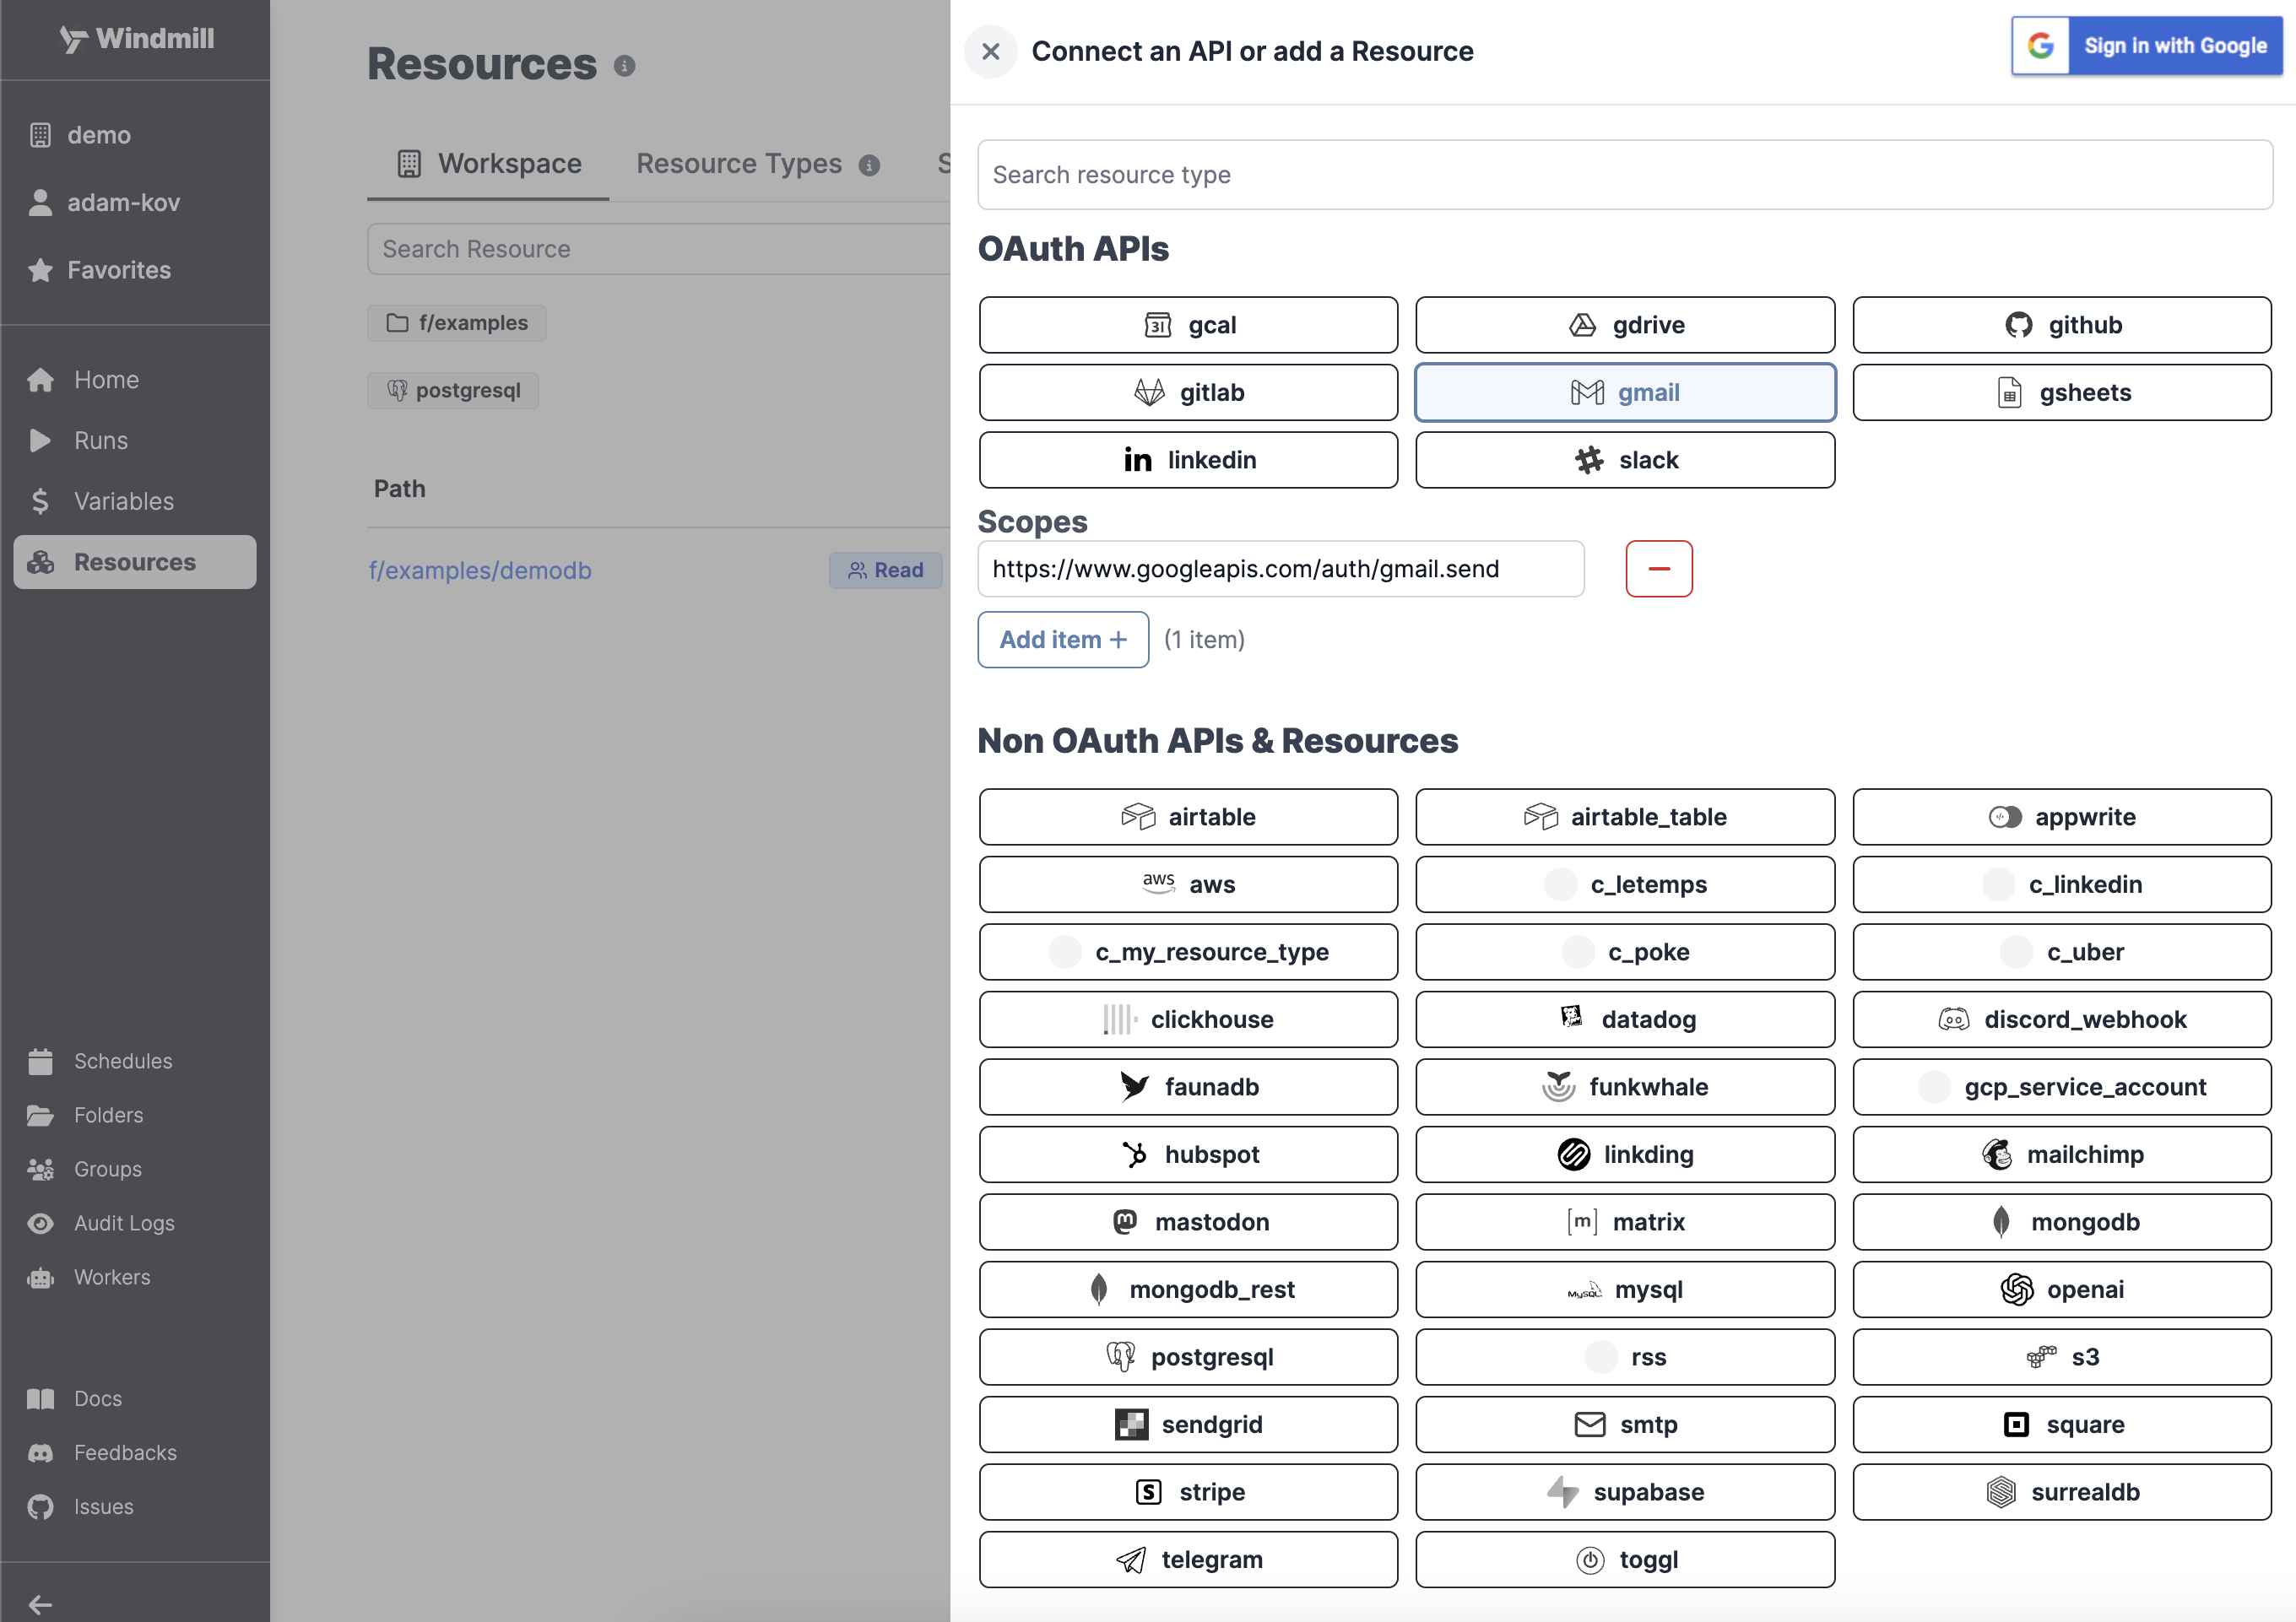 Windmill
demo
adam-kov
Favorites
Home
Runs
Variables
Resources
Schedules
Folders
Groups
Audit Logs
Workers
Docs
Feedbacks
Issues
Resources
Workspace
Resource Types
S
Search Resource
f/examples
postgresql
Path
f/examples/demodb
Read
Connect an API or add a Resource
Sign in with Google
Search resource type
OAuth APIs
31 gcal
gdrive
github
gitlab
gmail
gsheets
in linkedin
slack
Scopes
https://www.googleapis.com/auth/gmail.send
Add item +
(1 item)
Non OAuth APIs & Resources
airtable
airtable_table
appwrite
aws aws
c_letemps
c_linkedin
c_my_resource_type
c_poke
c_uber
clickhouse
datadog
discord_webhook
faunadb
funkwhale
gcp_service_account
hubspot
linkding
mailchimp
mastodon
[m] matrix
mongodb
mongodb_rest
MySQL mysql
openai
postgresql
rss
s3
sendgrid
smtp
square
S stripe
supabase
surrealdb
telegram
toggl